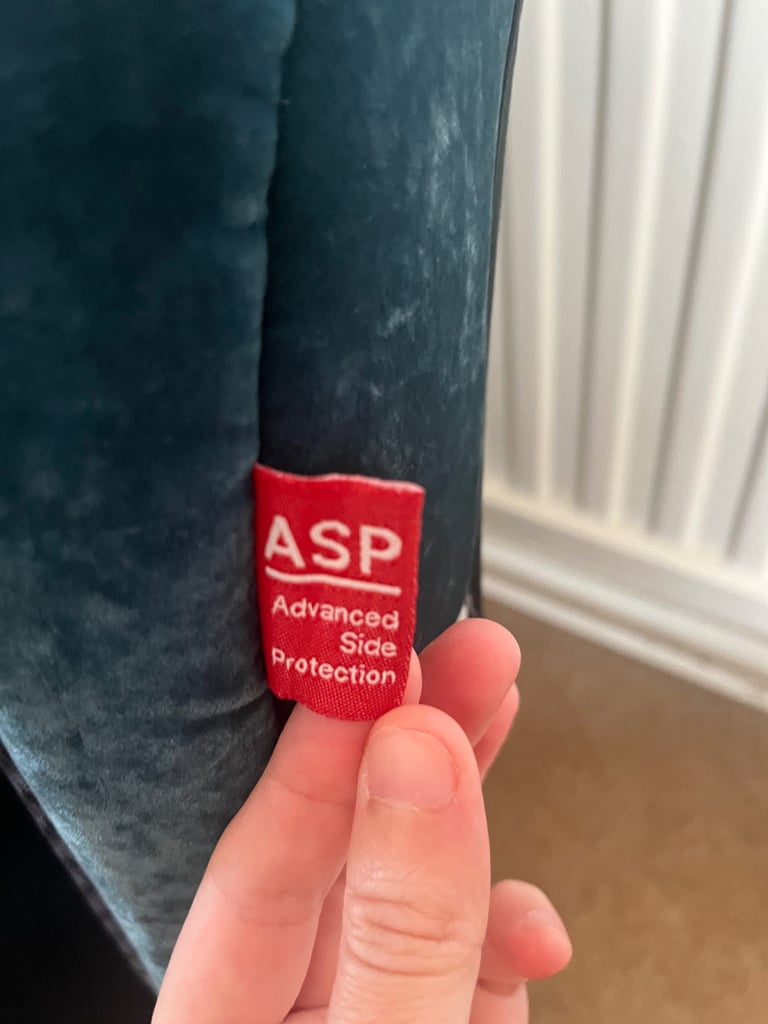 ASP
Advanced
Side
Protection